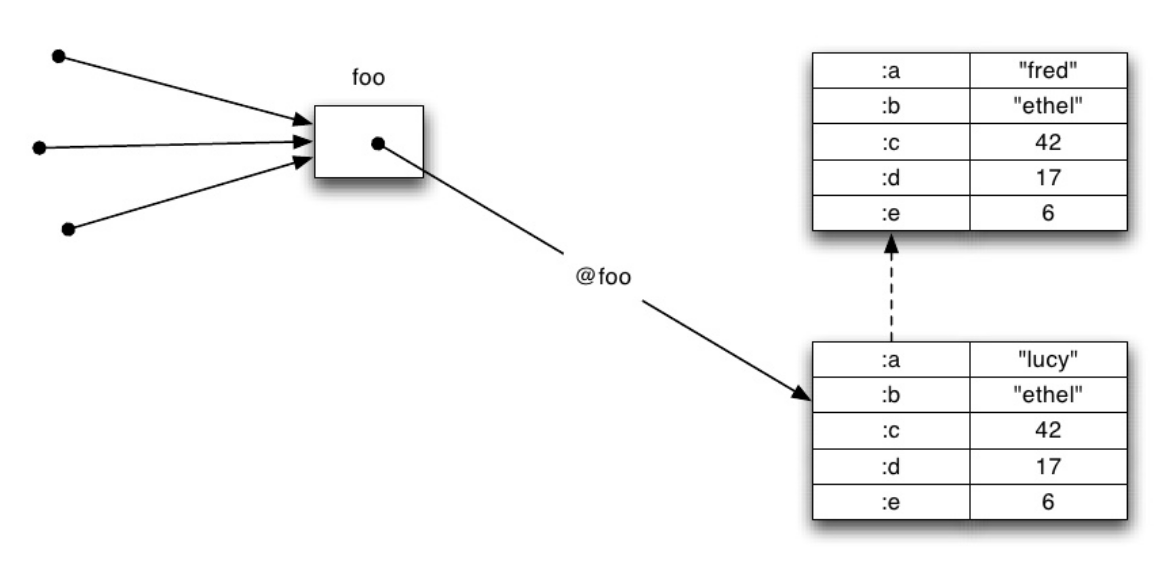 foo
@foo
:a "fred"
:b "ethel"
:c 42
:d 17
:e 6
:a "lucy"
:b "ethel"
:c 42
:d 17
:e 6